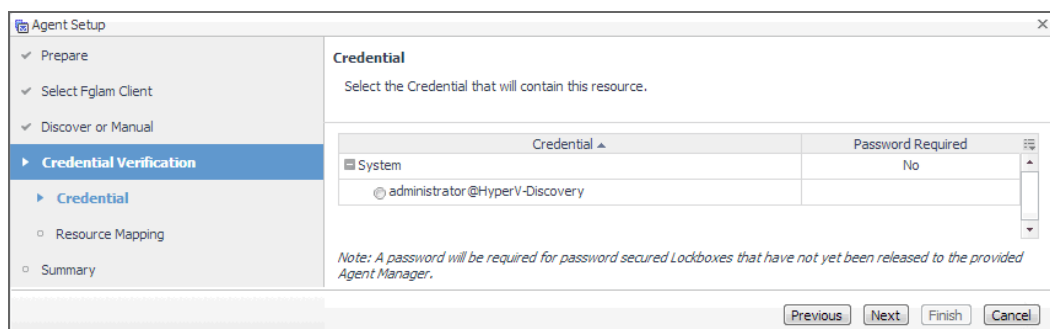 Agent Setup
Prepare
Select Fglam Client
Discover or Manual
Credential Verification
Credential
Resource Mapping
Summary
Credential
Select the Credential that will contain this resource.
Credential Password Required
System No
administrator@HyperV-Discovery
Note: A password will be required for password secured Lockboxes that have not yet been released to the provided
Agent Manager.
Previous Next Finish Cancel